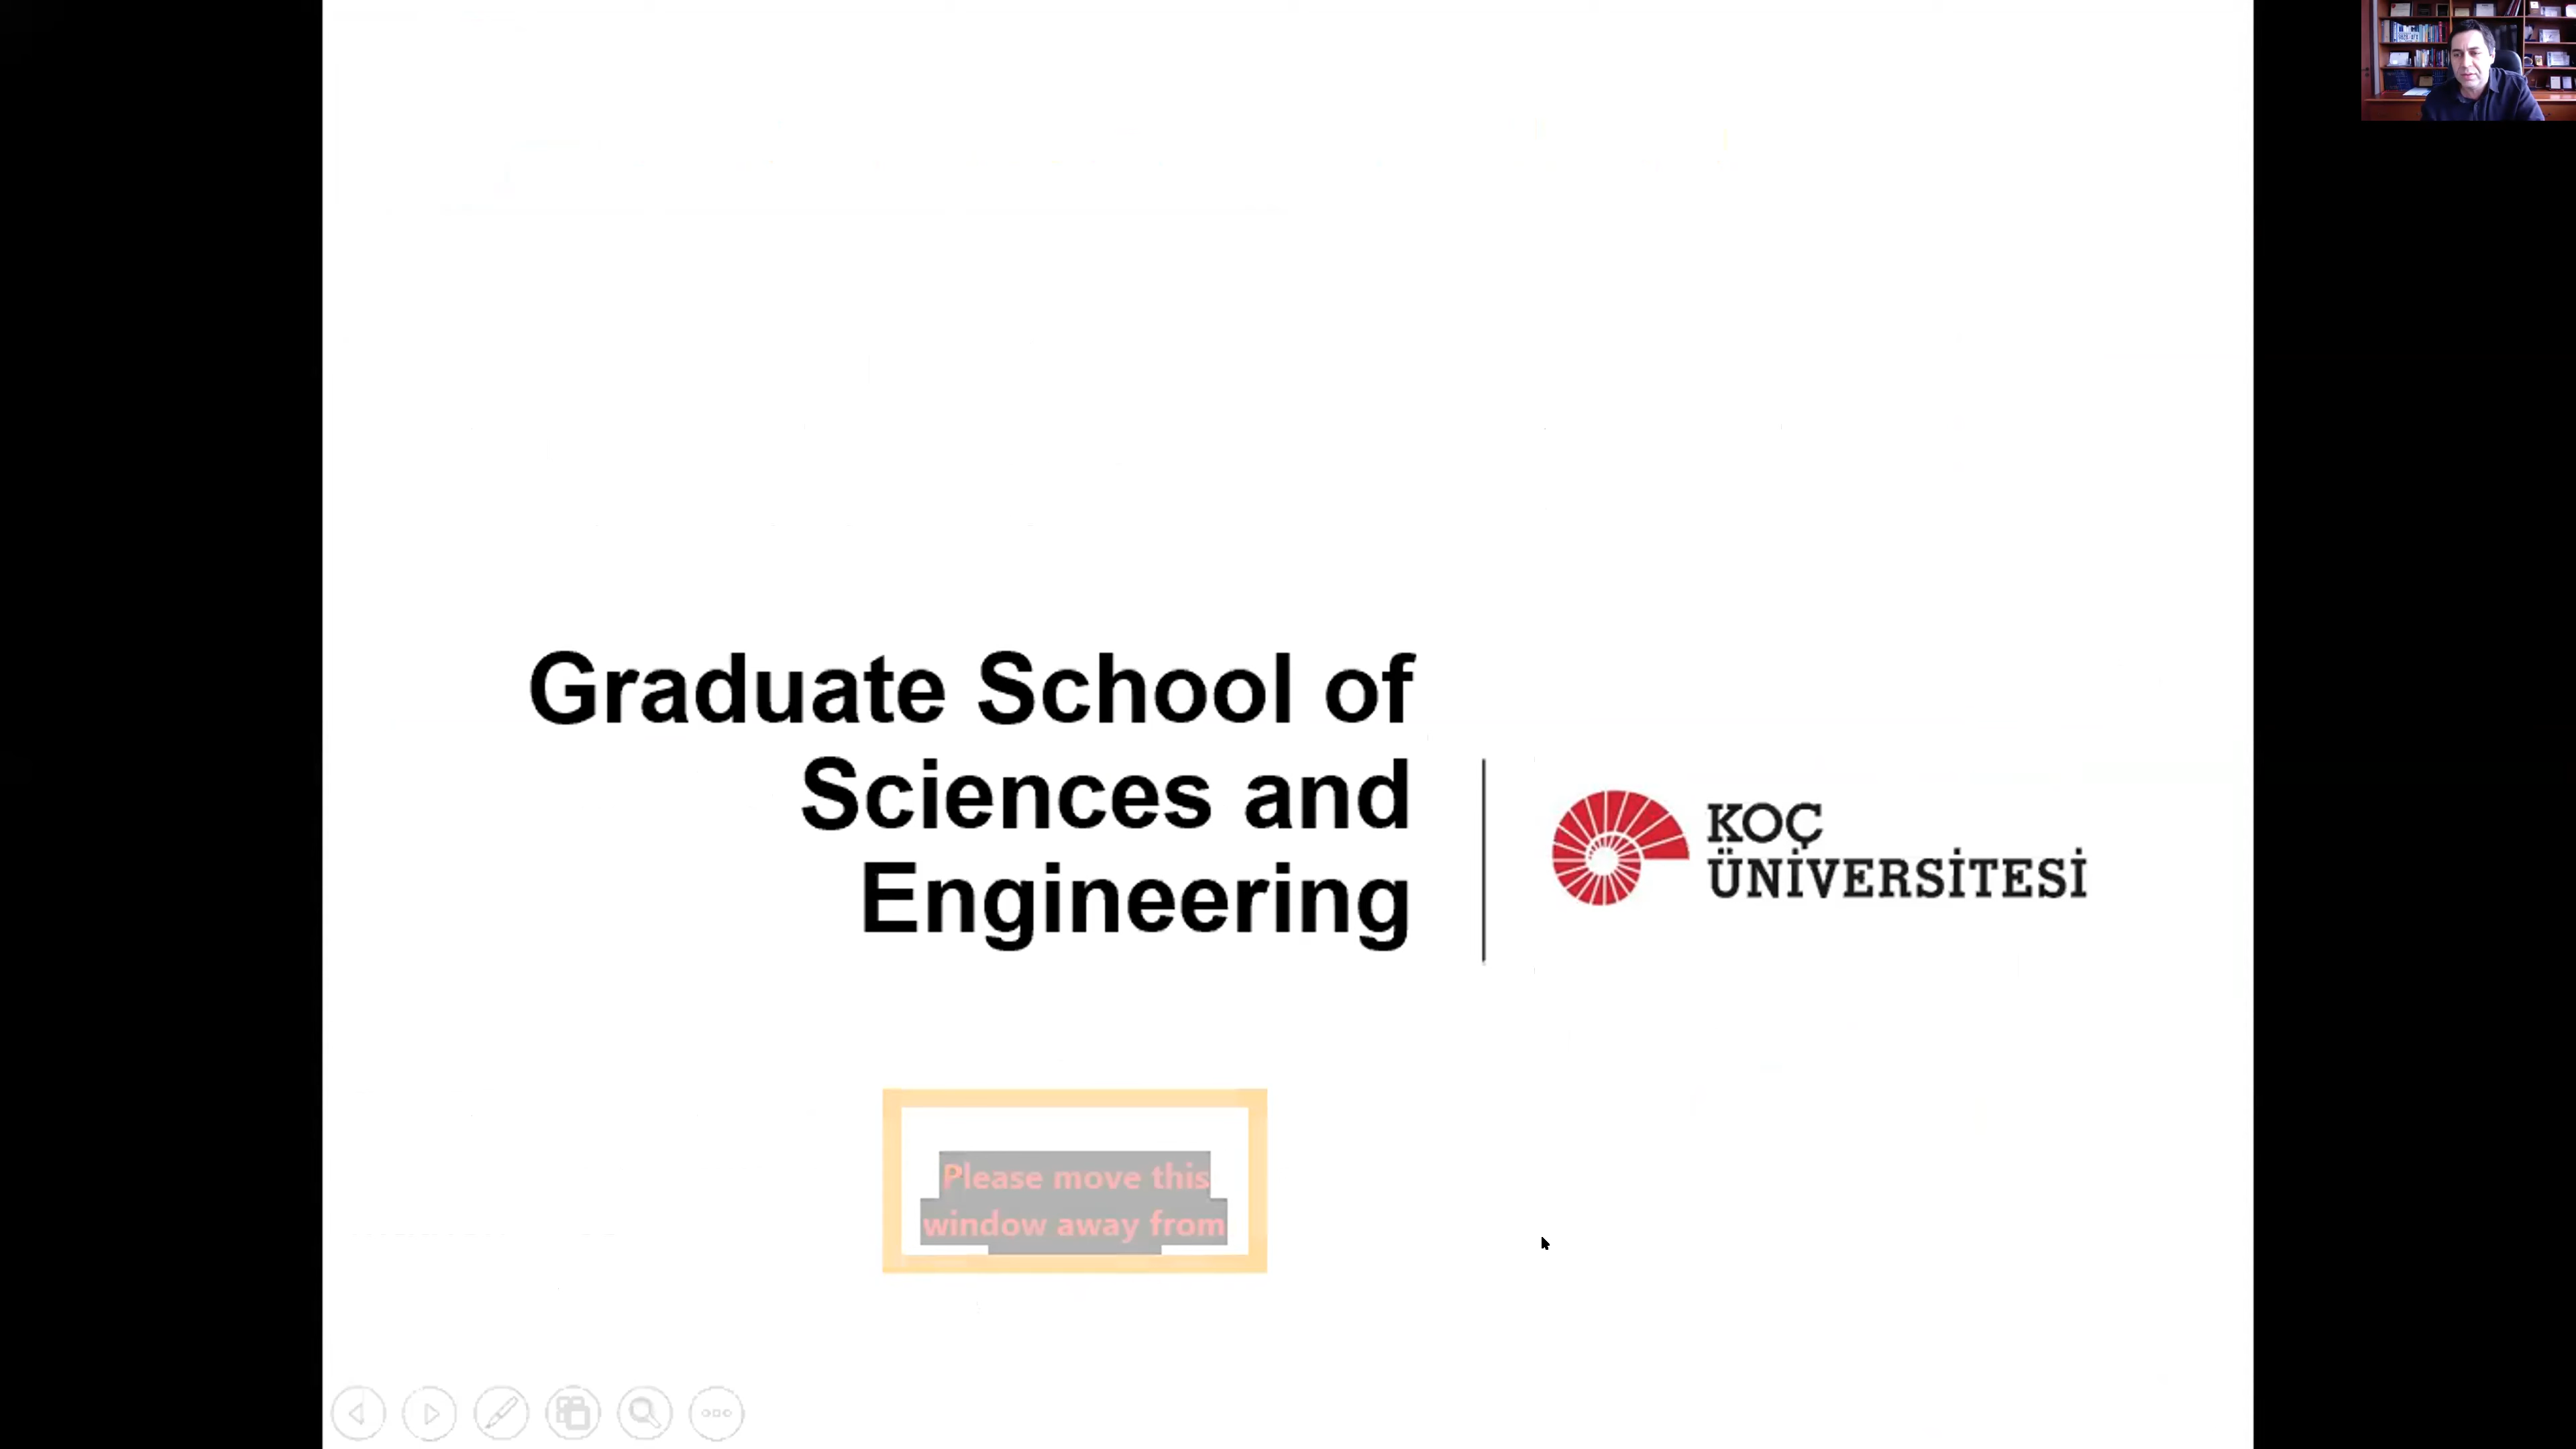 Graduate School of
Sciences and
Engineering
KOÇ
ÜNİVERSİTESİ
Please move this
window away from